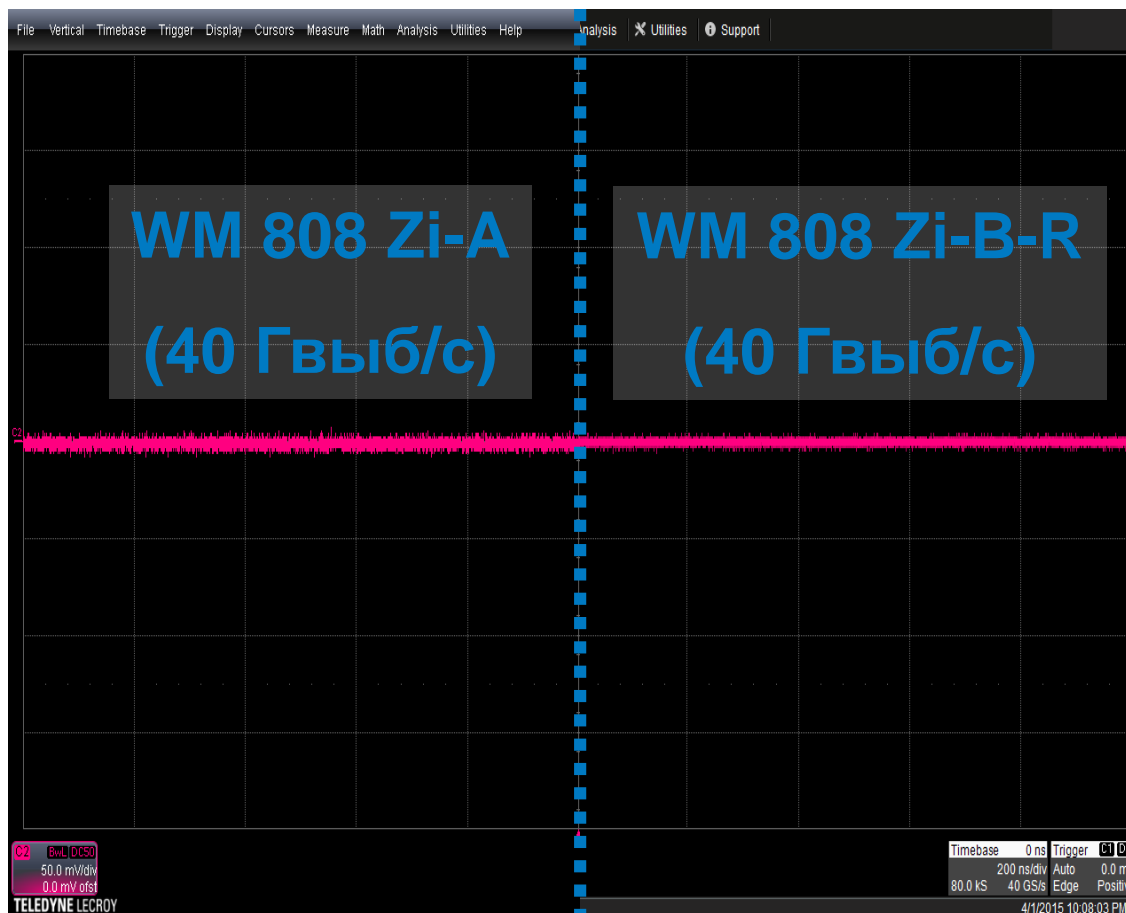 File Vertical Timebase Trigger Display Cursors Measure Math Analysis Utilities Help nalysis Utilities Support
WM 808 Zi-A
(40 Гвыб/с)
WM 808 Zi-B-R
(40 Гвыб/с)
C2
C2 BwL DC50
50.0 mV/div
0.0 mV ofst
TELEDYNE LECROY
Timebase 0 ns
200 ns/div
80.0 kS 40 GS/s
Trigger C1 D
Auto 0.0 m
Edge Positiv
4/1/2015 10:08:03 PM